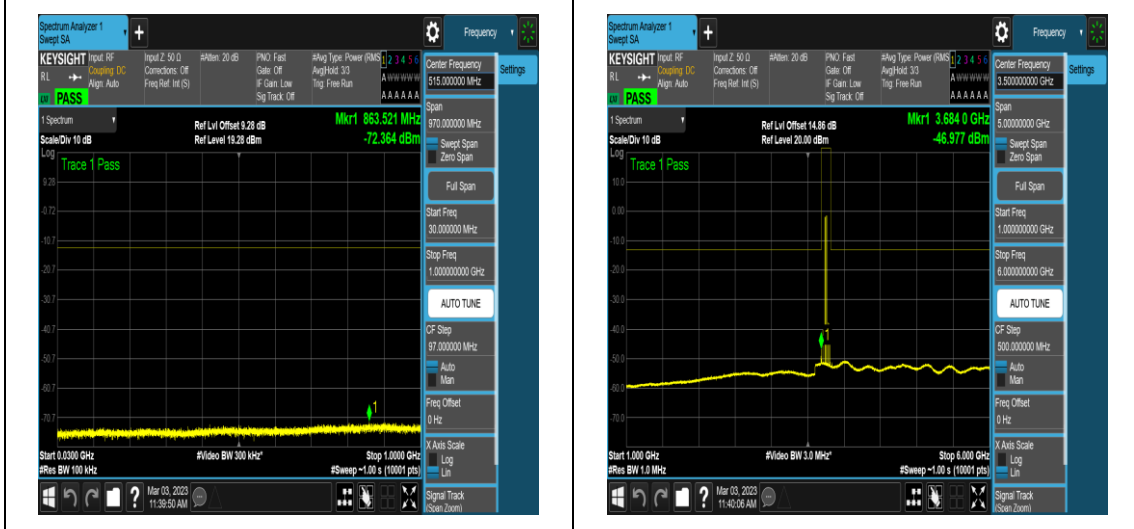 Spectrum Analyzer 1
Swept SA
+
Frequency
KEYSIGHT
Input: RF
Input Z: 50 Ω
#Atten: 20 dB
PNO: Fast
#Avg Type: Power (RMS
1 2 3 4 5 6
RL
Coupling: DC
Corrections: Off
Gate: Off
Avg|Hold: 3/3
A W W W W W
Align: Auto
Freq Ref: Int (S)
IF Gain: Low
Trig: Free Run
Sig Track: Off
A A A A A A
PASS
1 Spectrum
Ref Lvl Offset 9.28 dB
Mkr1 863.521 MHz
Scale/Div 10 dB
Ref Level 19.28 dBm
-72.364 dBm
Log
Trace 1 Pass
9.28
-0.72
-10.7
-20.7
-30.7
-40.7
-50.7
-60.7
-70.7
1
Start 0.0300 GHz
#Video BW 300 kHz*
Stop 1.0000 GHz
#Res BW 100 kHz
#Sweep ~1.00 s (10001 pts)
Mar 03, 2023
11:39:50 AM
Center Frequency
515.000000 MHz
Settings
Span
970.000000 MHz
Swept Span
Zero Span
Full Span
Start Freq
30.000000 MHz
Stop Freq
1.000000000 GHz
AUTO TUNE
CF Step
97.000000 MHz
Auto
Man
Freq Offset
0 Hz
X Axis Scale
Log
Lin
Signal Track
(Span Zoom)
Spectrum Analyzer 1
Swept SA
+
Frequency
KEYSIGHT
Input: RF
Input Z: 50 Ω
#Atten: 20 dB
PNO: Fast
#Avg Type: Power (RMS
1 2 3 4 5 6
RL
Coupling: DC
Corrections: Off
Gate: Off
Avg|Hold: 3/3
A W W W W W
Align: Auto
Freq Ref: Int (S)
IF Gain: Low
Trig: Free Run
Sig Track: Off
A A A A A A
PASS
1 Spectrum
Ref Lvl Offset 14.86 dB
Mkr1 3.684 0 GHz
Scale/Div 10 dB
Ref Level 20.00 dBm
-46.977 dBm
Log
Trace 1 Pass
10.0
0.00
-10.0
-20.0
-30.0
-40.0
-50.0
-60.0
-70.0
1
Start 1.000 GHz
#Video BW 3.0 MHz*
Stop 6.000 GHz
#Res BW 1.0 MHz
#Sweep ~1.00 s (10001 pts)
Mar 03, 2023
11:40:06 AM
Center Frequency
3.500000000 GHz
Settings
Span
5.00000000 GHz
Swept Span
Zero Span
Full Span
Start Freq
1.000000000 GHz
Stop Freq
6.000000000 GHz
AUTO TUNE
CF Step
500.000000 MHz
Auto
Man
Freq Offset
0 Hz
X Axis Scale
Log
Lin
Signal Track
(Span Zoom)